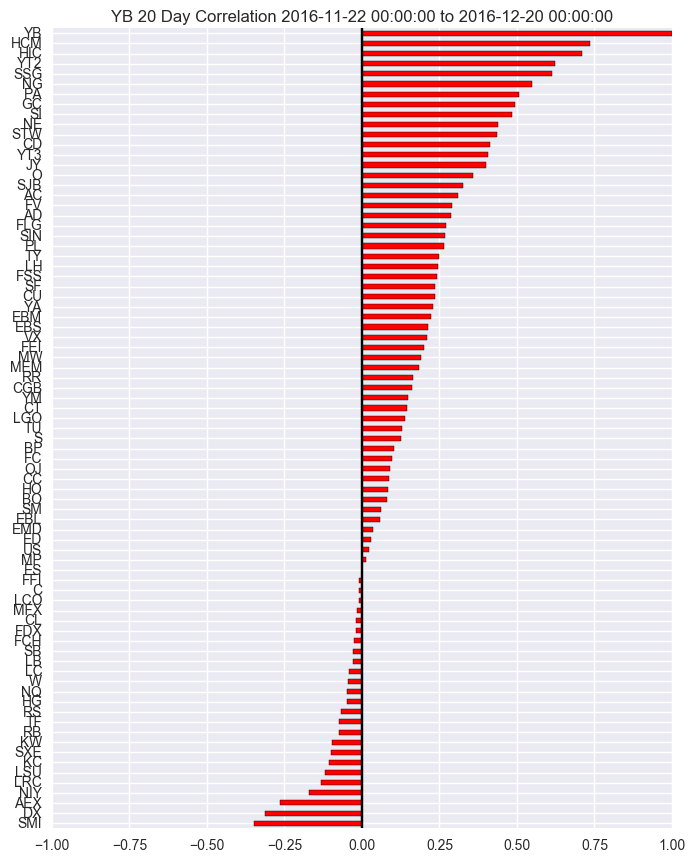 YB 20 Day Correlation 2016-11-22 00:00:00 to 2016-12-20 00:00:00
YB
HCM
HIC
YT2
SSG
NG
PA
GC
SI
NE
STW
CD
YT3
JY
O
SJB
AC
FV
AD
FLG
SIN
PL
TY
LH
FSS
SF
CU
YA
EBM
EBS
VX
FEI
MW
MEM
RR
CGB
YM
CT
LGO
TU
S
BP
FC
OJ
CC
HO
BO
SM
EBL
EMD
ED
US
MP
ES
FFI
C
LCO
MFX
CL
FDX
FCH
SB
LB
LC
W
NQ
HG
RS
TF
RB
KW
SXE
KC
LSU
LRC
NIY
AEX
DX
SMI
−1.00 −0.75 −0.50 −0.25 0.00 0.25 0.50 0.75 1.00